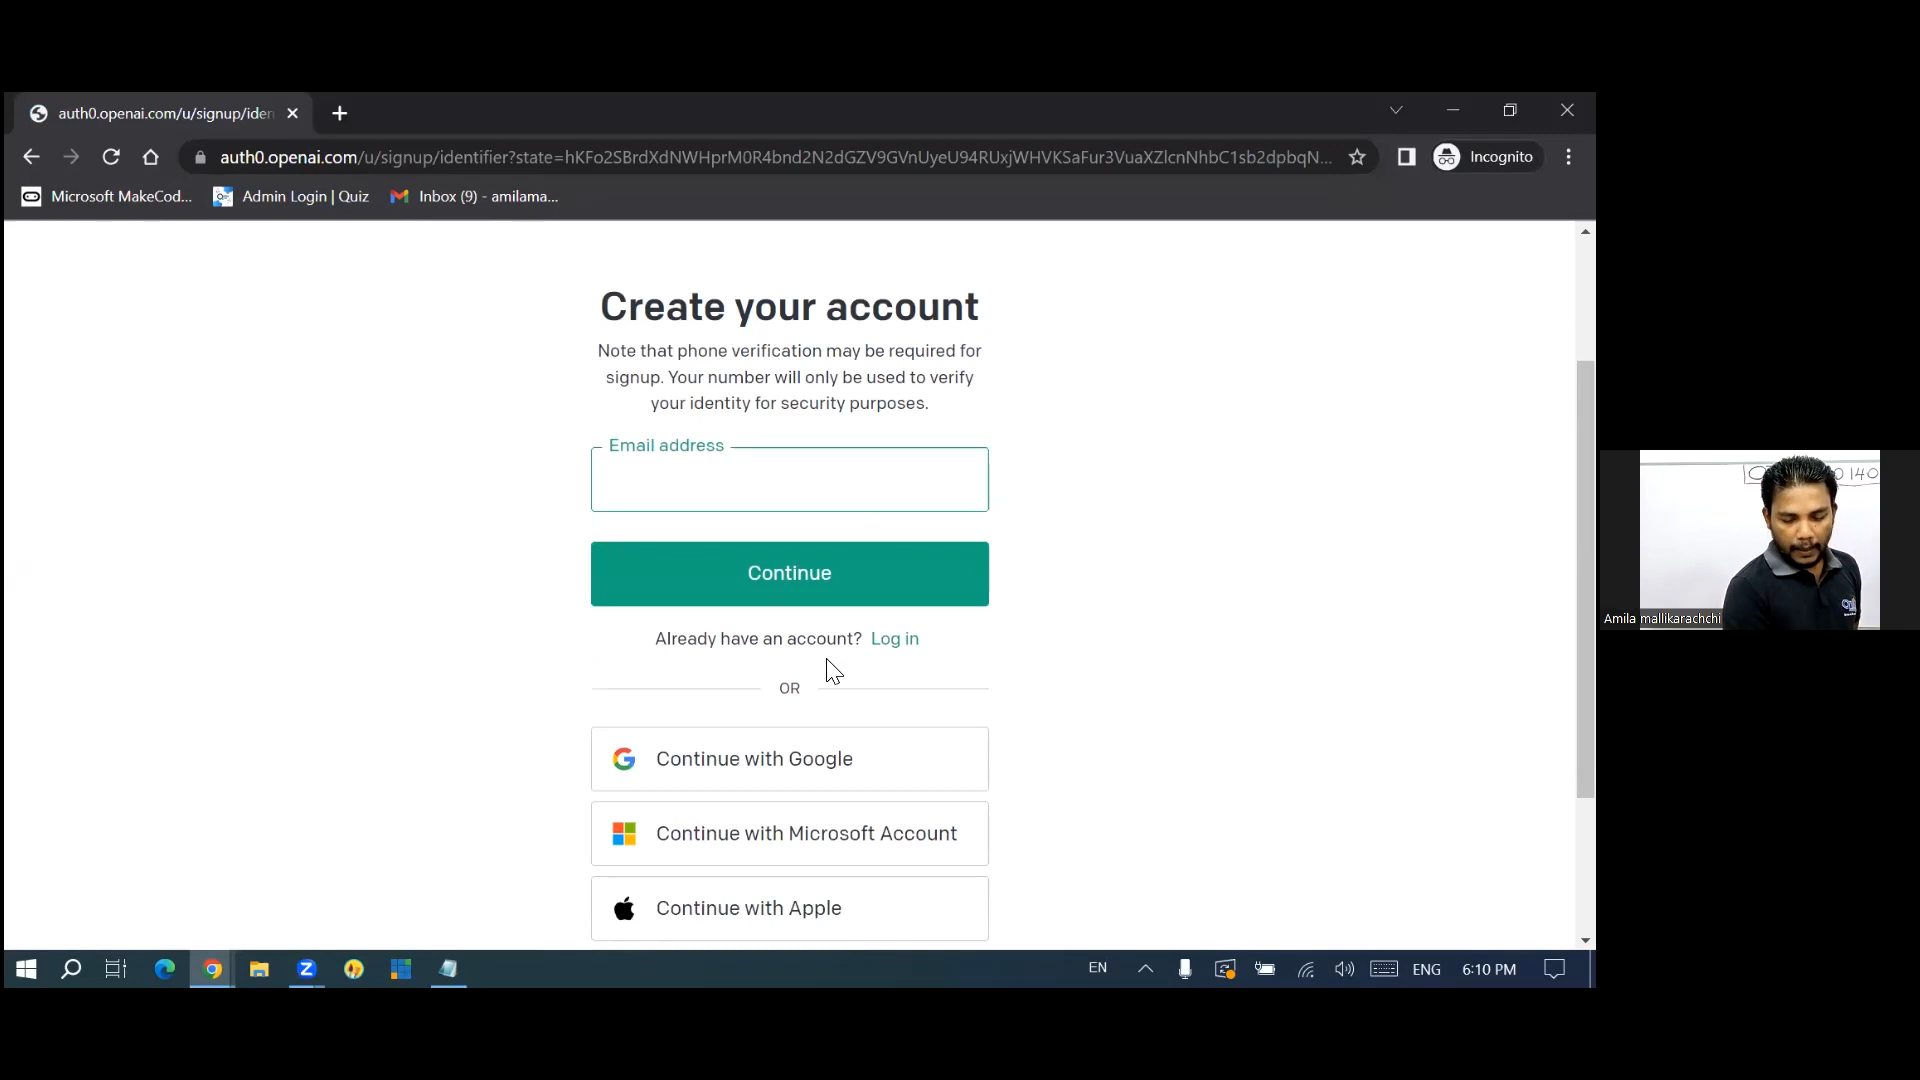 auth0.openai.com/u/signup/iden
auth0.openai.com/u/signup/identifier?state=hKFo2SBrdXdNWHprM0R4bnd2N2dGZV9GVnUyeU94RUxjWHVKSaFur3VuaXZlcnNhbC1sb2dpbqN...
Incognito
Microsoft MakeCod...
Admin Login | Quiz
Inbox (9) - amilama...
Create your account
Note that phone verification may be required for
signup. Your number will only be used to verify
your identity for security purposes.
Email address
Continue
Already have an account? Log in
OR
Continue with Google
Continue with Microsoft Account
Continue with Apple
140
Amila mallikarachchi
EN
ENG
6:10 PM